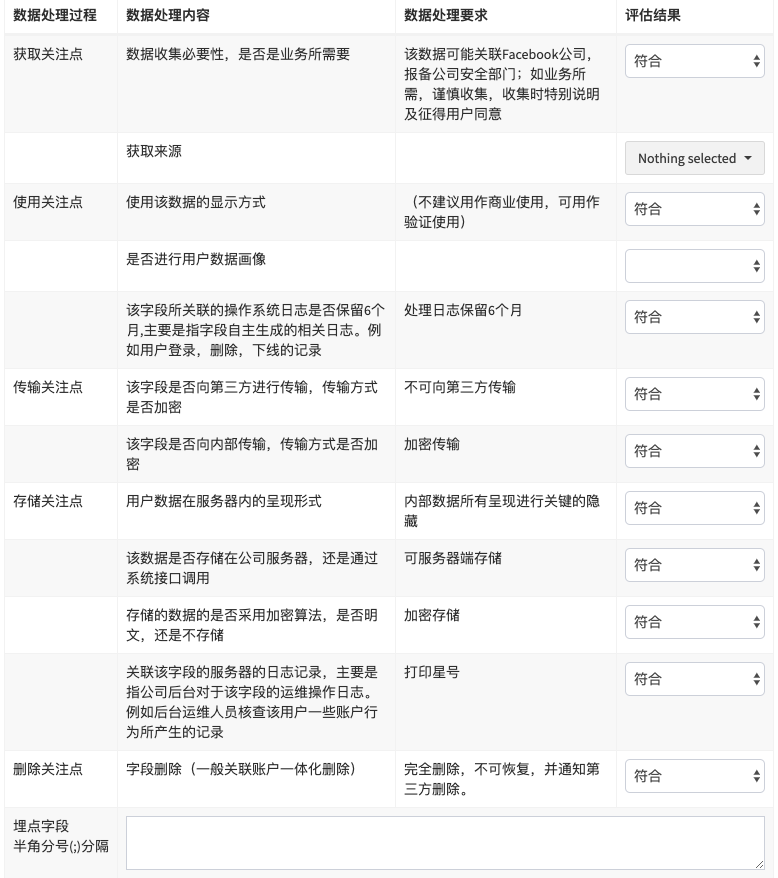 数据处理过程 数据处理内容 数据处理要求 评估结果
获取关注点 数据收集必要性，是否是业务所需要 该数据可能关联Facebook公司， 符合
报备公司安全部门；如业务所
需，谨慎收集，收集时特别说明
及征得用户同意
获取来源 Nothing selected
使用关注点 使用该数据的显示方式 （不建议用作商业使用，可用作 符合
验证使用）
是否进行用户数据画像
该字段所关联的操作系统日志是否保留6个 处理日志保留6个月 符合
月,主要是指字段自主生成的相关日志。例
如用户登录，删除，下线的记录
传输关注点 该字段是否向第三方进行传输，传输方式 不可向第三方传输 符合
是否加密
该字段是否向内部传输，传输方式是否加 加密传输 符合
密
存储关注点 用户数据在服务器内的呈现形式 内部数据所有呈现进行关键的隐 符合
藏
该数据是否存储在公司服务器，还是通过 可服务器端存储 符合
系统接口调用
存储的数据的是否采用加密算法，是否明 加密存储 符合
文，还是不存储
关联该字段的服务器的日志记录，主要是 打印星号 符合
指公司后台对于该字段的运维操作日志。
例如后台运维人员核查该用户一些账户行
为所产生的记录
删除关注点 字段删除（一般关联账户一体化删除） 完全删除，不可恢复，并通知第 符合
三方删除。
埋点字段
半角分号(;)分隔